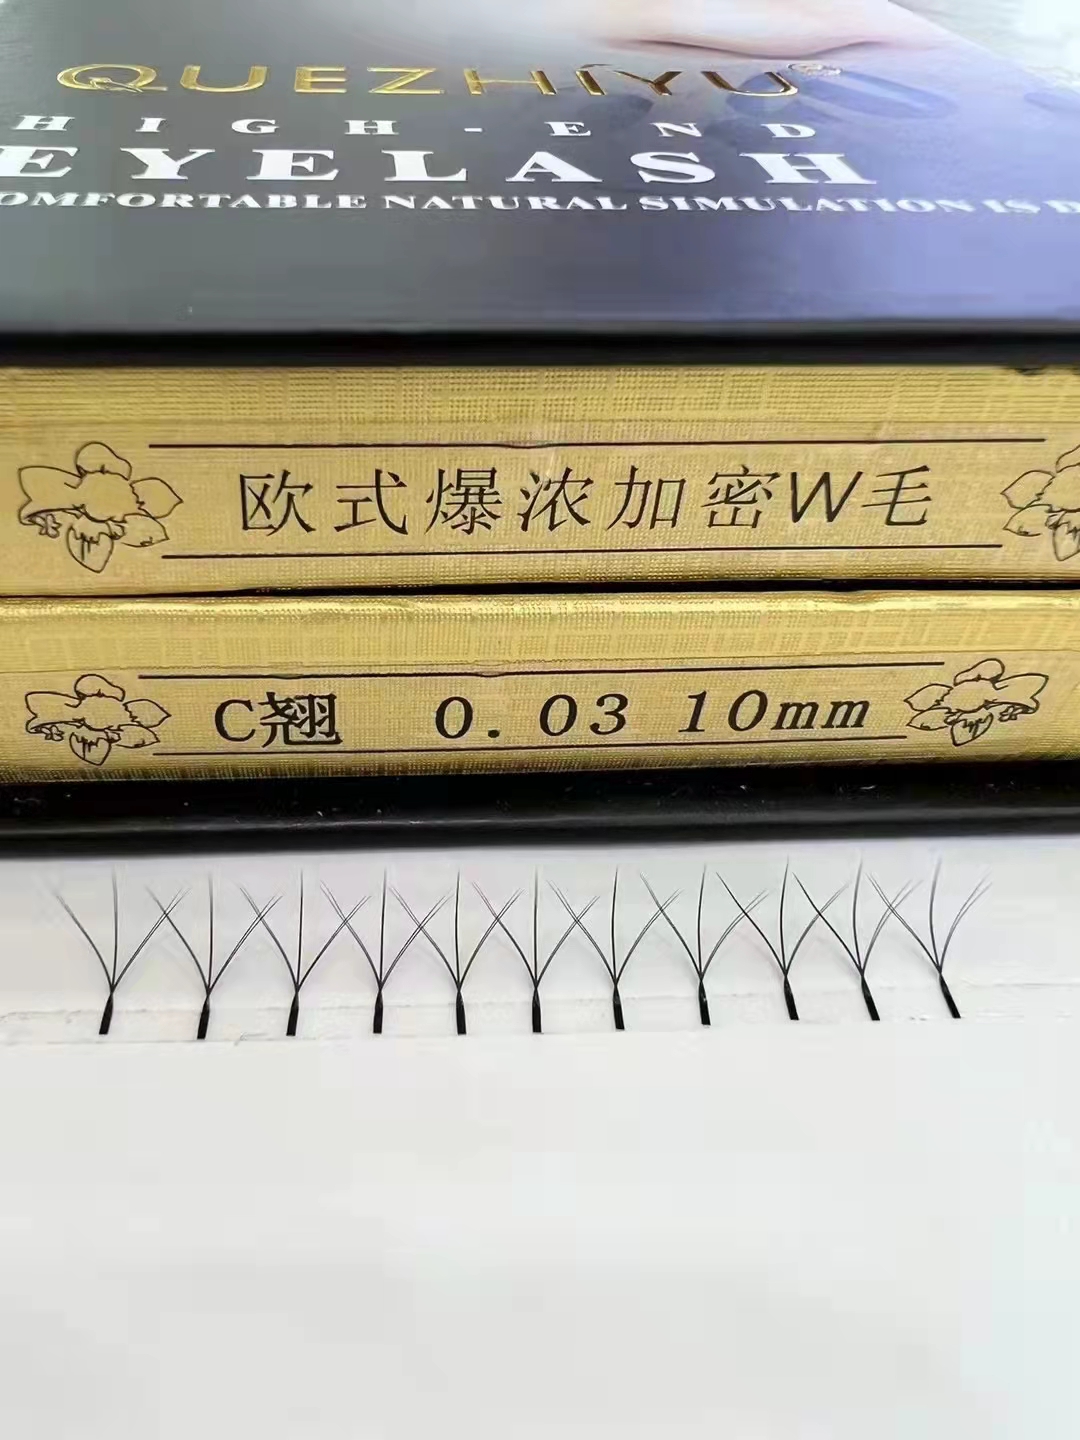 QUEZHIYU
HIGH-END
EYELASH
COMFORTABLE NATURAL SIMULATION IS
欧式爆浓加密W毛
C翘 0.03 10mm